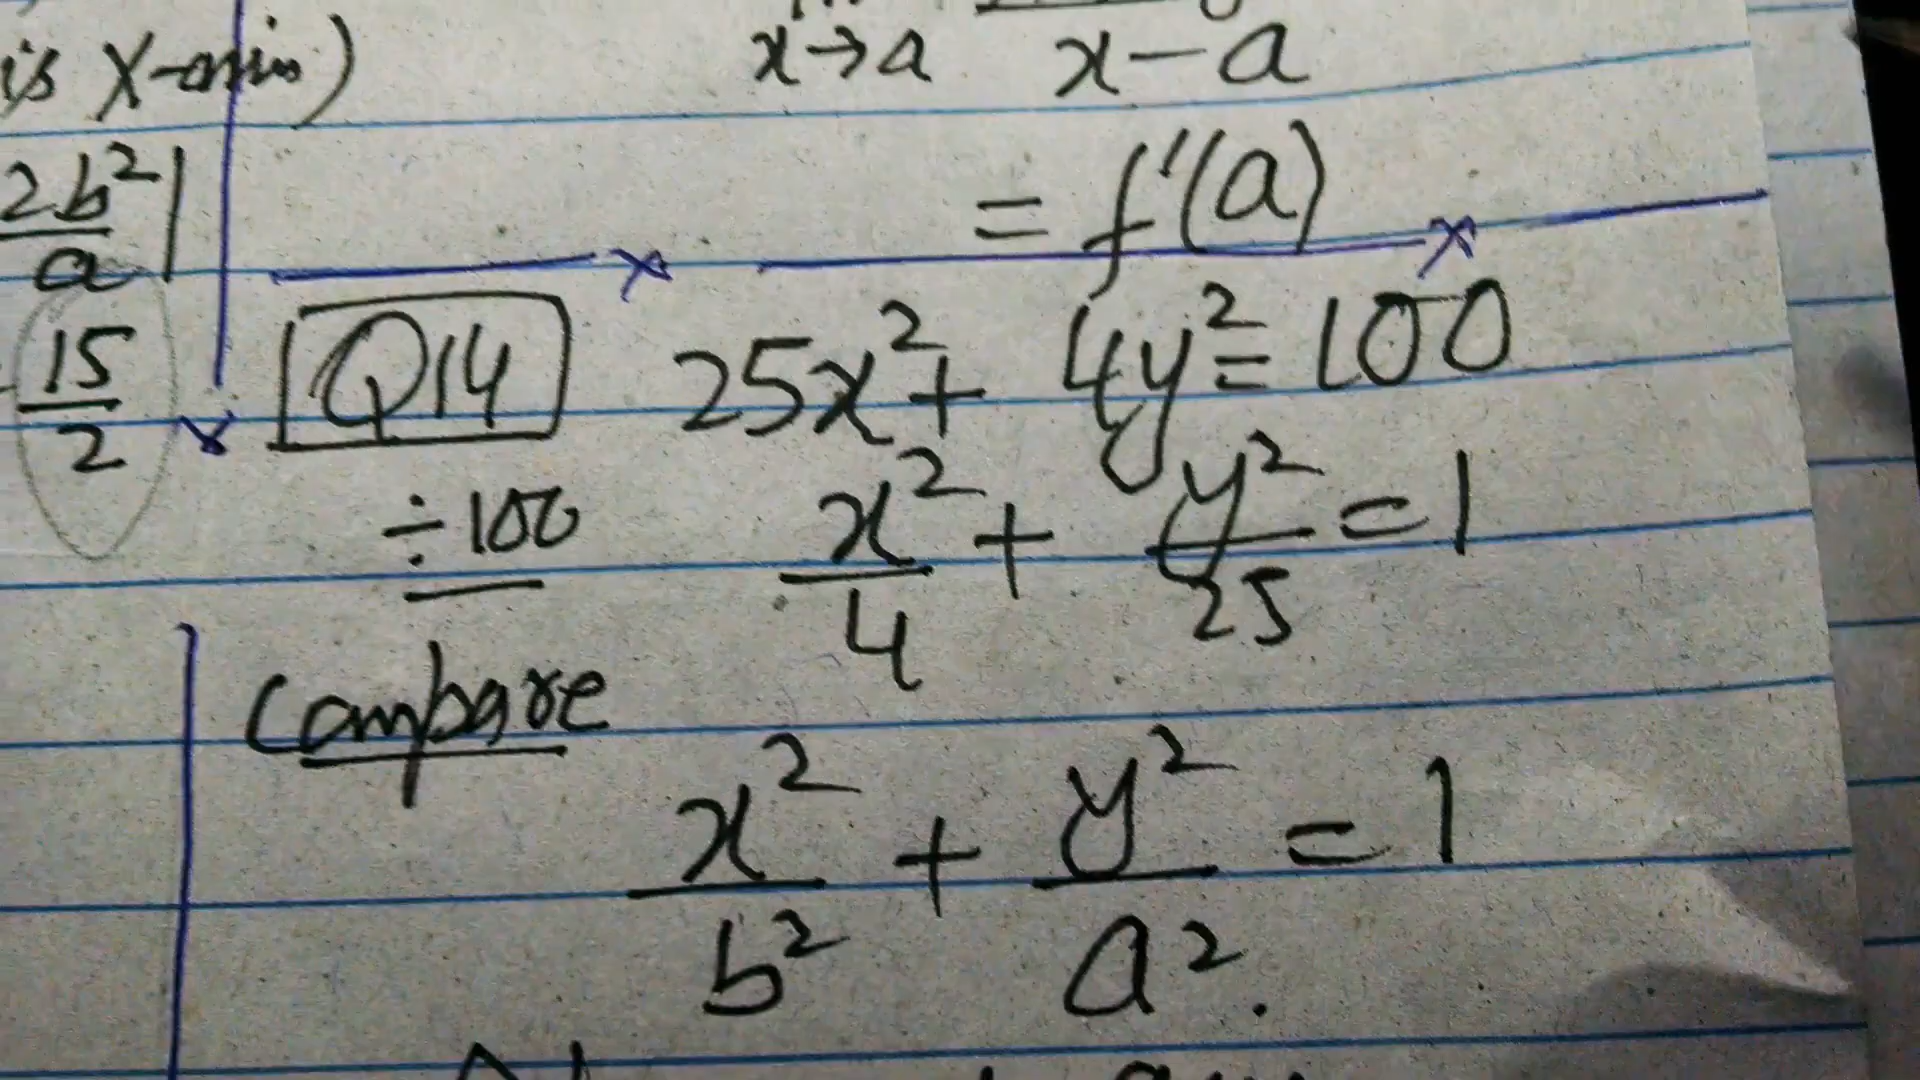 is X-axis)
2b²/a|
15/2
x→a x-a
= f'(a)
Q14 25x² + 4y² = 100
÷100 x²/4 + y²/25 = 1
Compare
x²/b² + y²/a² = 1